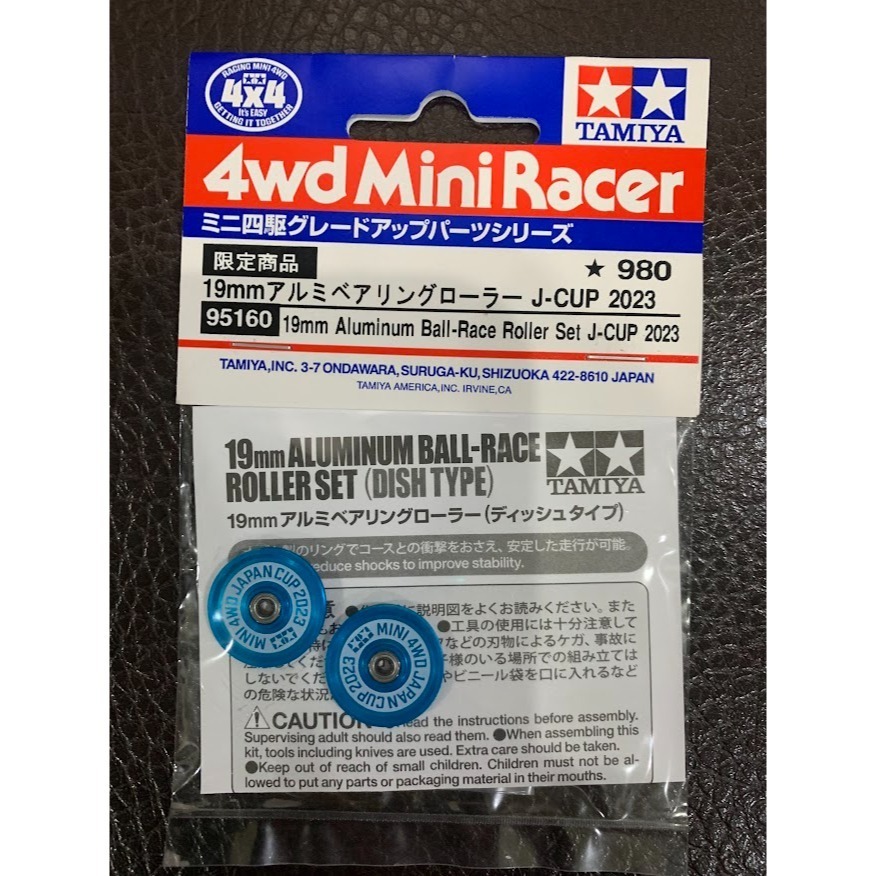 RACING MINI 4WD
4x4
It's EASY
GETTING IT TOGETHER
TAMIYA
4wd Mini Racer
ミニ四駆グレードアップパーツシリーズ
限定商品
★ 980
19mmアルミベアリングローラー J-CUP 2023
95160 19mm Aluminum Ball-Race Roller Set J-CUP 2023
TAMIYA,INC. 3-7 ONDAWARA, SURUGA-KU, SHIZUOKA 422-8610 JAPAN
TAMIYA AMERICA, INC. IRVINE, CA
19mm ALUMINUM BALL-RACE
ROLLER SET (DISH TYPE)
TAMIYA
19mmアルミベアリングローラー(ディッシュタイプ)
製のリングでコースとの衝撃をおさえ、安定した走行が可能。
reduce shocks to improve stability.
MINI 4WD JAPAN CUP 2023
MINI 4WD JAPAN CUP 2023
説明図をよくお読みください。また
●工具の使用には十分注意して
などの刃物によるケガ、事故に
様のいる場所での組み立ては
しないでくだ
やビニール袋を口に入れるなど
の危険な状況
CAUTION
Read the instructions before assembly.
Supervising adult should also read them. ●When assembling this
kit, tools including knives are used. Extra care should be taken.
●Keep out of reach of small children. Children must not be al-
lowed to put any parts or packaging material in their mouths.